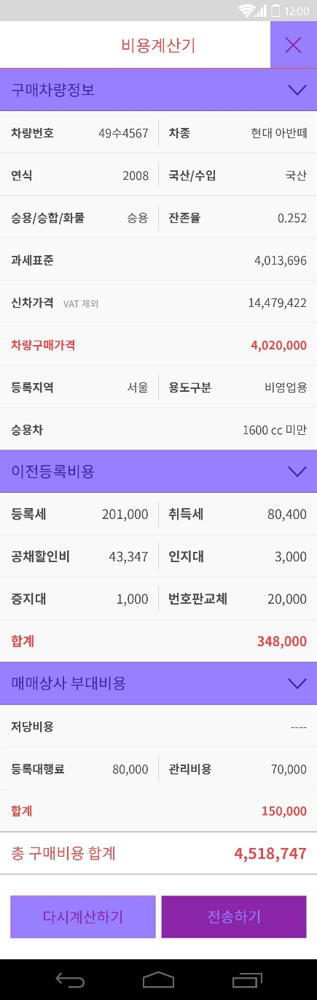 12:00
비용계산기
구매차량정보
차량번호 49수4567 차종 현대 아반떼
연식 2008 국산/수입 국산
승용/승합/화물 승용 잔존율 0.252
과세표준 4,013,696
신차가격 VAT 제외 14,479,422
차량구매가격 4,020,000
등록지역 서울 용도구분 비영업용
승용차 1600 cc 미만
이전등록비용
등록세 201,000 취득세 80,400
공채할인비 43,347 인지대 3,000
증지대 1,000 번호판교체 20,000
합계 348,000
매매상사 부대비용
저당비용 ----
등록대행료 80,000 관리비용 70,000
합계 150,000
총 구매비용 합계 4,518,747
다시계산하기 전송하기